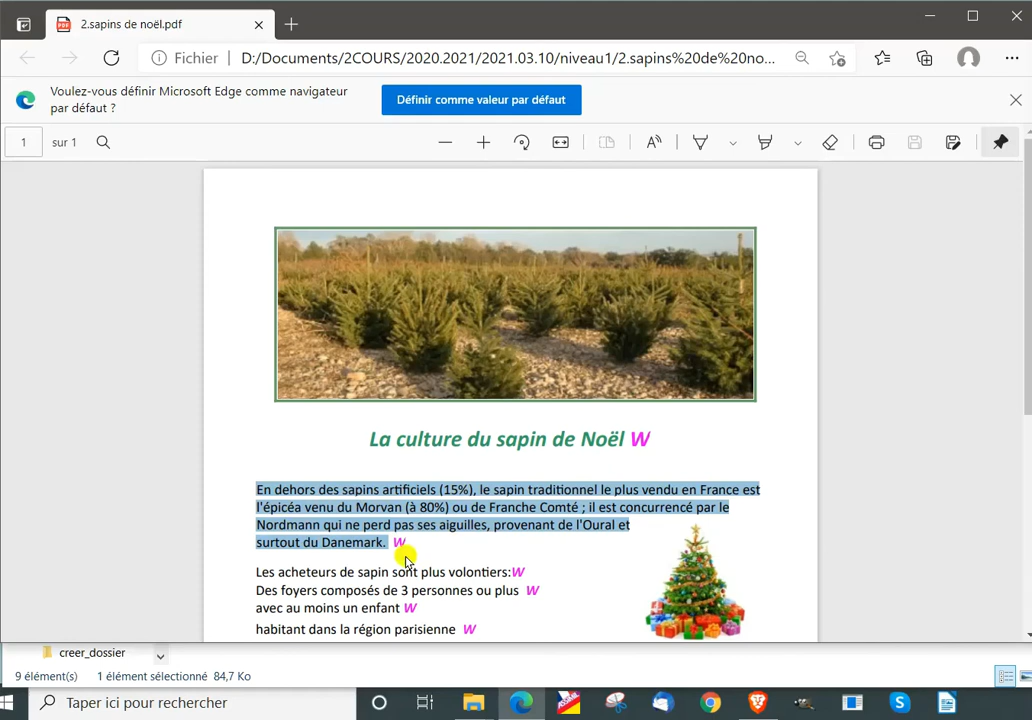 2.sapins de noël.pdf
Fichier D:/Documents/2COURS/2020.2021/2021.03.10/niveau1/2.sapins%20de%20no...
Voulez-vous définir Microsoft Edge comme navigateur
par défaut ?
Définir comme valeur par défaut
1 sur 1
La culture du sapin de Noël W
En dehors des sapins artificiels (15%), le sapin traditionnel le plus vendu en France est
l'épicéa venu du Morvan (à 80%) ou de Franche Comté ; il est concurrencé par le
Nordmann qui ne perd pas ses aiguilles, provenant de l'Oural et
surtout du Danemark. W
Les acheteurs de sapin sont plus volontiers:W
Des foyers composés de 3 personnes ou plus W
avec au moins un enfant W
habitant dans la région parisienne W
creer_dossier
9 élément(s) 1 élément sélectionné 84,7 Ko
Taper ici pour rechercher